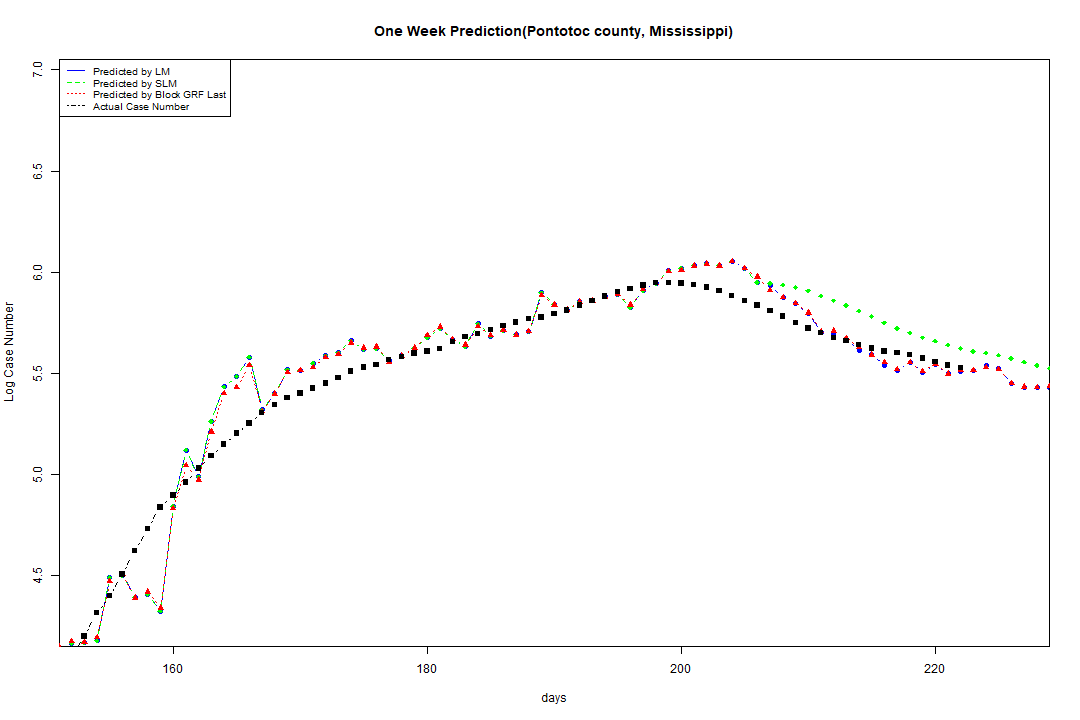 One Week Prediction(Pontotoc county, Mississippi)
7.0
Predicted by LM
Predicted by SLM
Predicted by Block GRF Last
Actual Case Number
6.5
6.0
5.5
5.0
4.5
Log Case Number
160
180
200
220
days